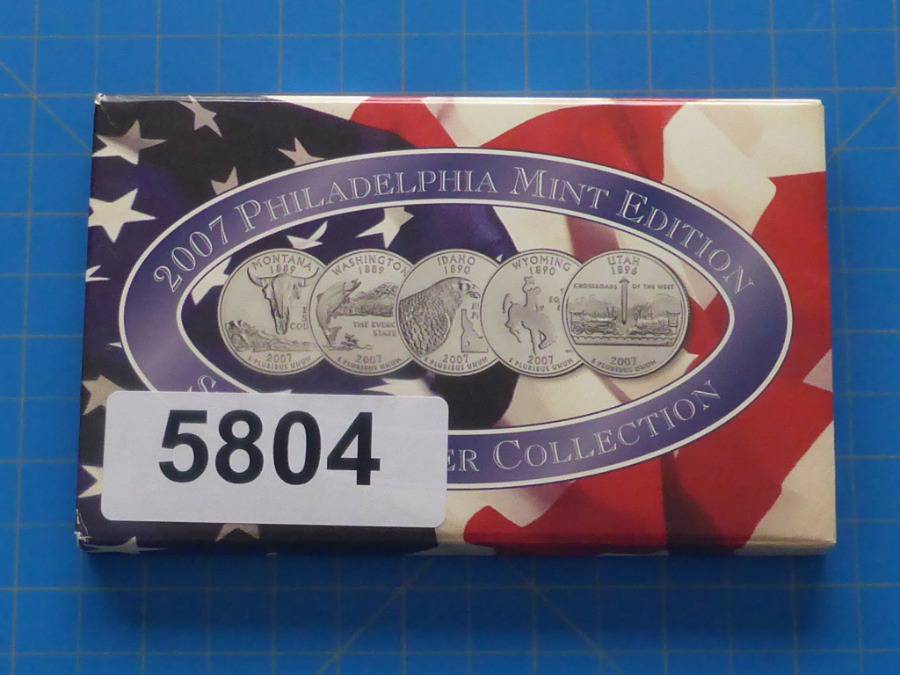 2007 PHILADELPHIA MINT EDITION
MONTANA
1889
2007
E PLURIBUS UNUM
WASHINGTON
1889
THE EVERG
STATE
2007
E PLURIBUS UNUM
IDAHO
1890
2007
E PLURIBUS UNUM
WYOMING
1890
2007
E PLURIBUS UNUM
UTAH
1896
CROSSROADS OF THE WEST
2007
E PLURIBUS UNUM
S
ER COLLECTION
5804